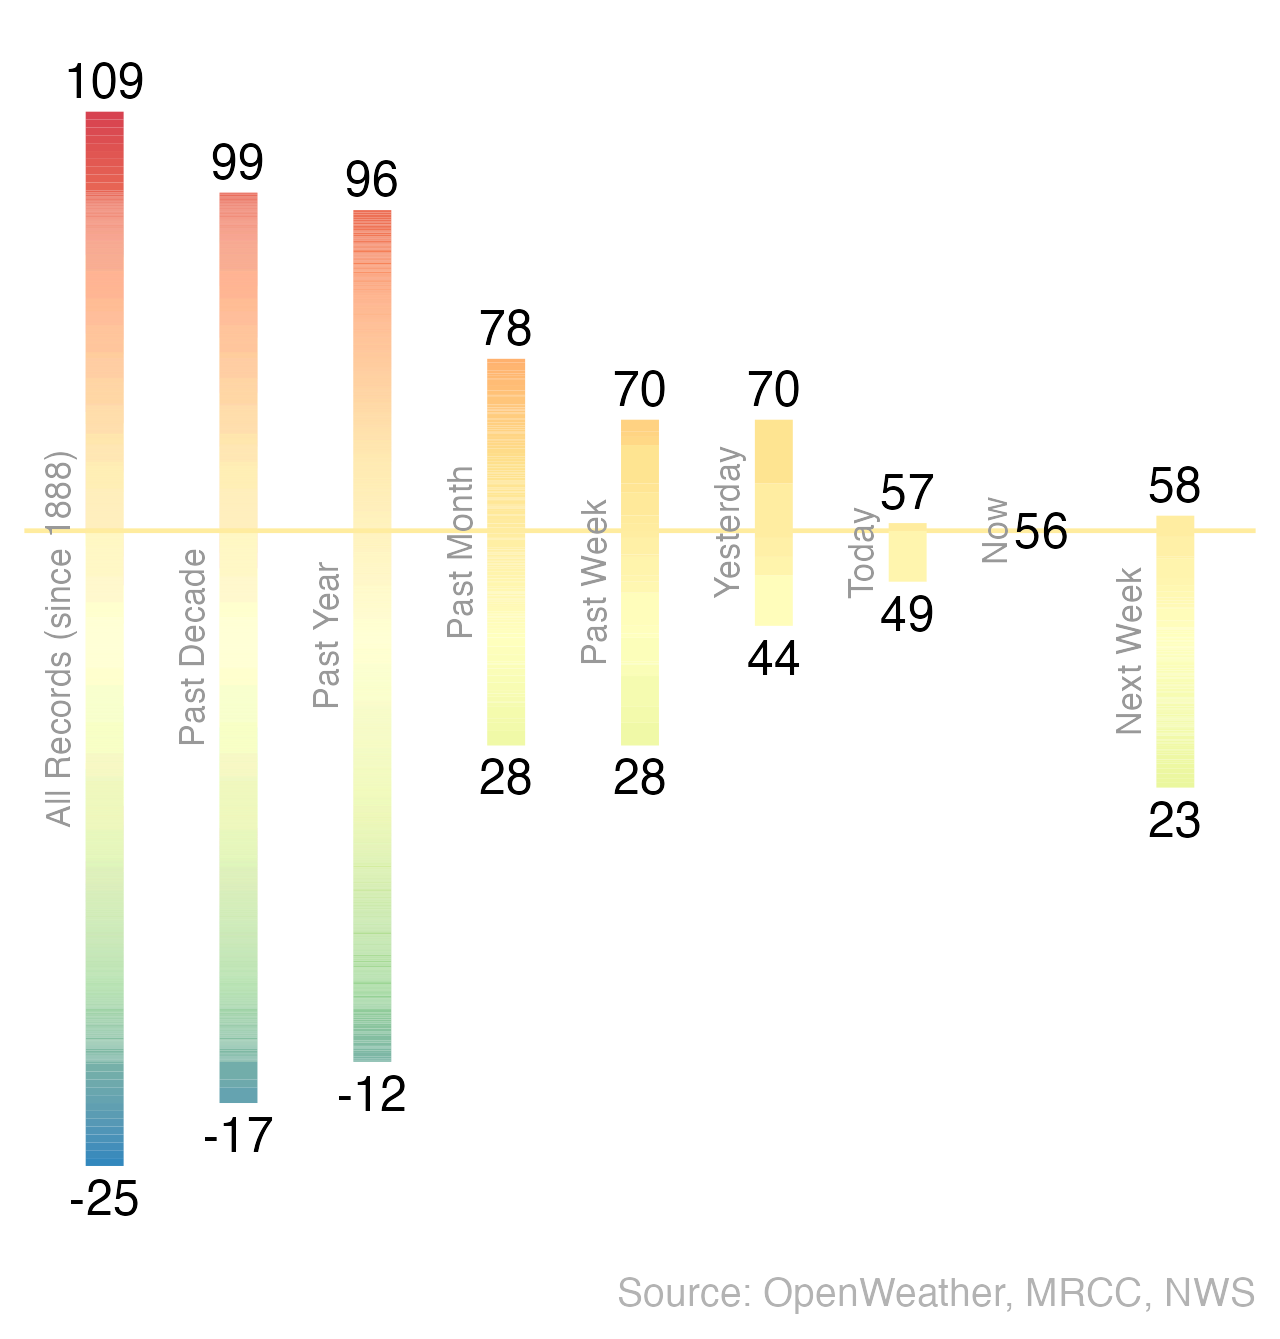 109
99
96
78
70
70
57
56
58
All Records (since 1888)
Past Decade
Past Year
Past Month
Past Week
Yesterday
Today
Now
Next Week
-25
-17
-12
28
28
44
49
23
Source: OpenWeather, MRCC, NWS